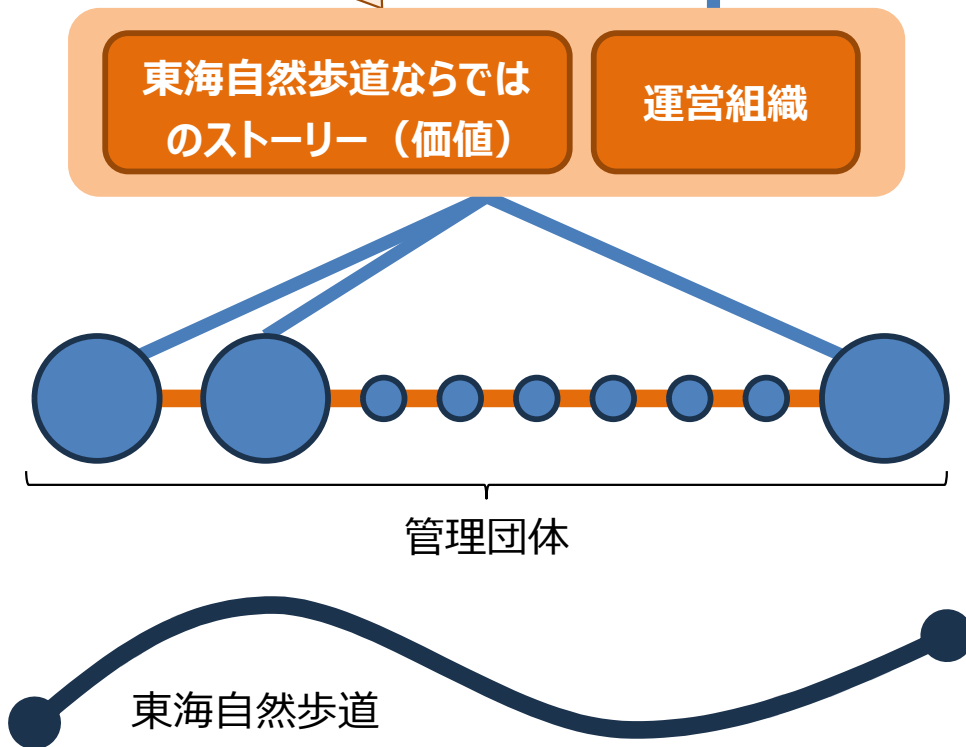 東海自然歩道ならでは
のストーリー（価値）
運営組織
管理団体
東海自然歩道